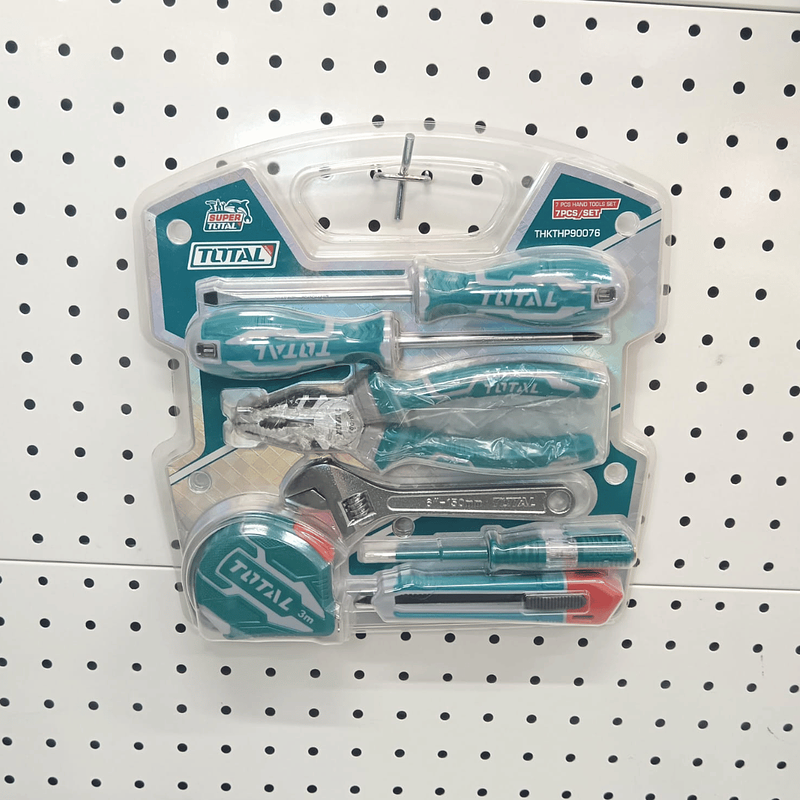 SUPER
TOTAL
TOTAL
7 PCS HAND TOOLS SET
7PCS/SET
THKTHP90076
TOTAL
TOTAL
TOTAL
TOTAL
6"-150mm TOTAL
TOTAL
3m